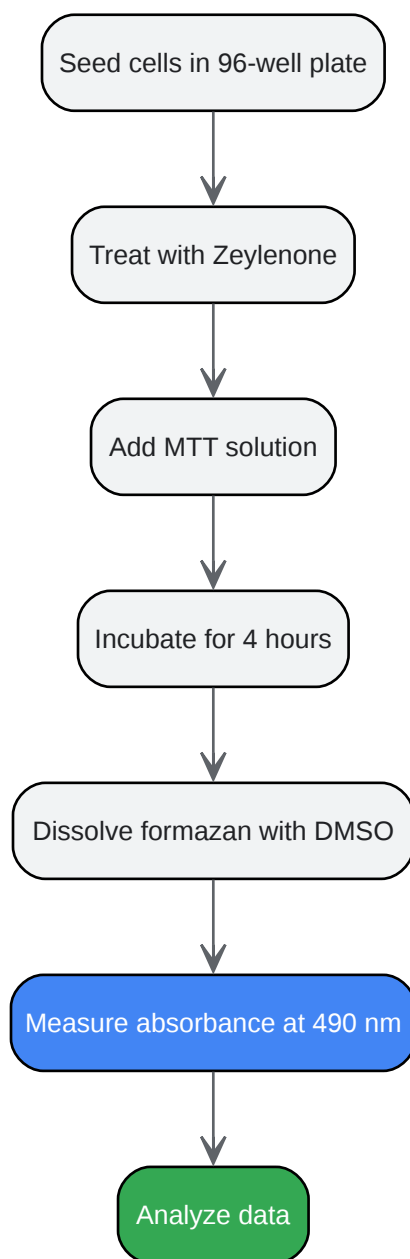 Seed cells in 96-well plate
Treat with Zeylenone
Add MTT solution
Incubate for 4 hours
Dissolve formazan with DMSO
Measure absorbance at 490 nm
Analyze data